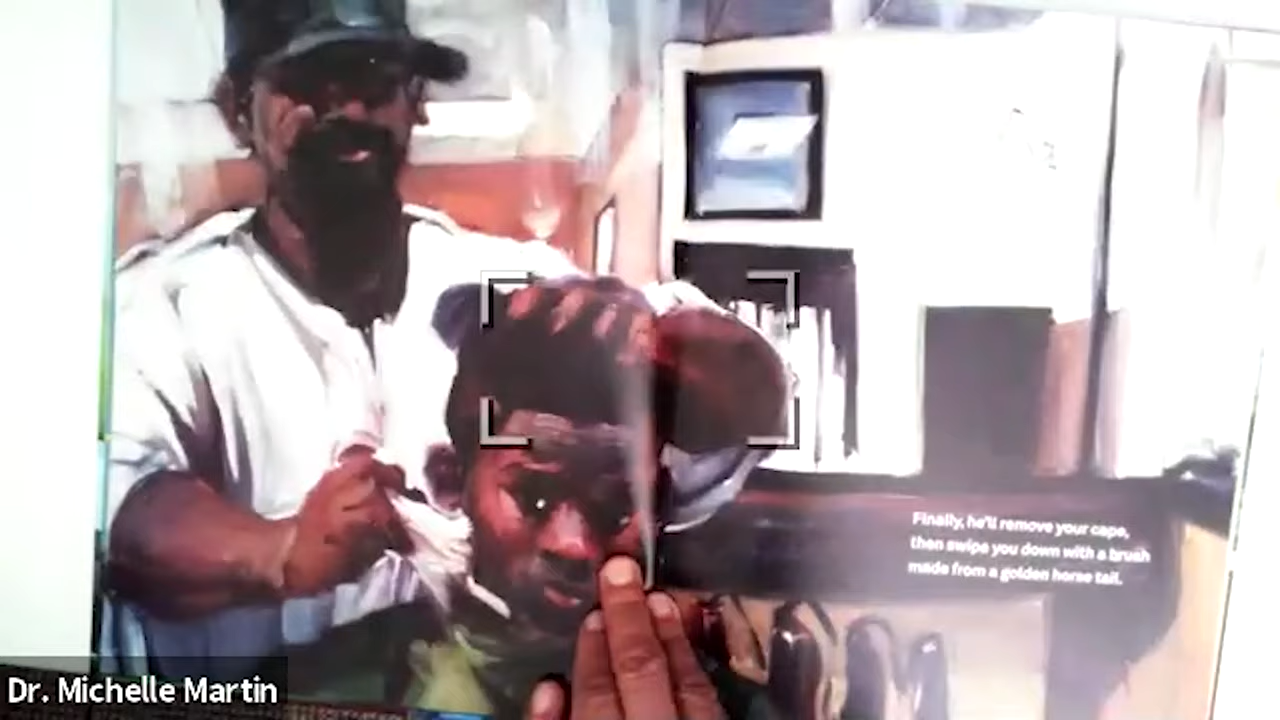 Finally, he'll remove your cape,
then swipe you down with a brush
made from a golden horse tail.
Dr. Michelle Martin